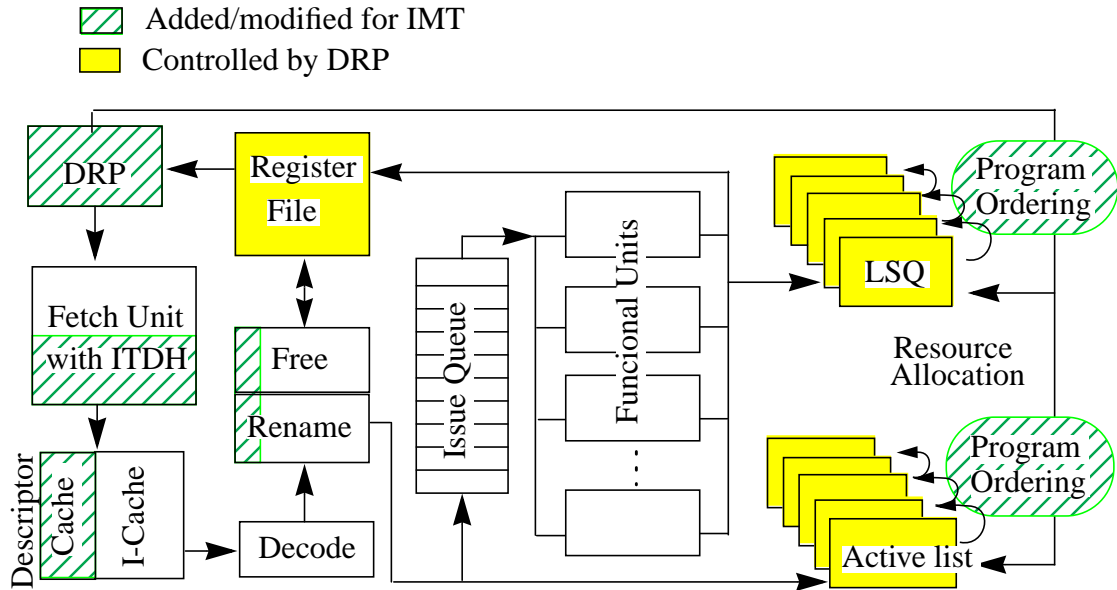 Added/modified for IMT
Controlled by DRP
DRP
Register
File
Program
Ordering
LSQ
Fetch Unit
with ITDH
Free
Rename
Issue Queue
Funcional Units
Resource
Allocation
Program
Ordering
Descriptor
Cache
I-Cache
Decode
Active list